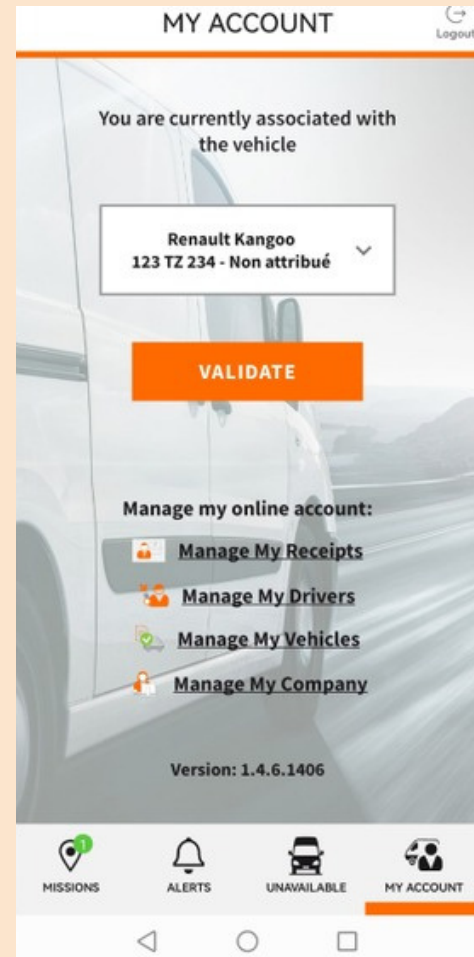 MY ACCOUNT
Logout
You are currently associated with
the vehicle
Renault Kangoo
123 TZ 234 - Non attribué
VALIDATE
Manage my online account:
Manage My Receipts
Manage My Drivers
Manage My Vehicles
Manage My Company
Version: 1.4.6.1406
1
MISSIONS
ALERTS
UNAVAILABLE
MY ACCOUNT